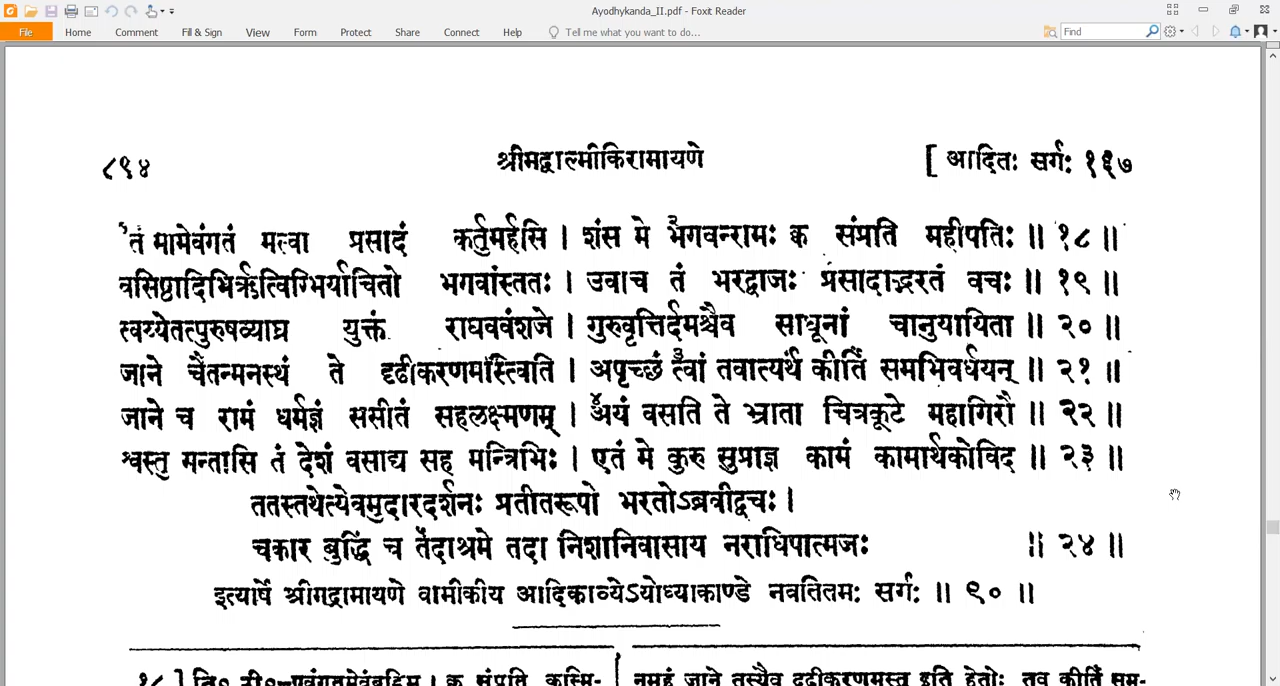 Ayodhykanda_II.pdf - Foxit Reader
File Home Comment Fill & Sign View Form Protect Share Connect Help Tell me what you want to do... Find
८९४ श्रीमद्वाल्मीकिरामायणे [ आदितः सर्गः १३७
तं मामेवंगतं मत्वा प्रसादं कर्तुमर्हसि । शंस मे भगवन्रामः क्व संप्रति महीपतिः ॥ १८ ॥
वसिष्ठादिभिर्ऋत्विग्भिर्याचितो भगवांस्ततः । उवाच तं भरद्वाजः प्रसादाद्भरतं वचः ॥ १९ ॥
त्वय्येतत्पुरुषव्याघ्र युक्तं राघववंशजे । गुरुवृत्तिर्दमश्चैव साधूनां चानुयायिता ॥ २० ॥
जाने चैतन्मनस्थं ते दृढीकरणमस्त्विति । अपृच्छं त्वां तवात्यर्थं कीर्तिं समभिवर्धयन् ॥ २१ ॥
जाने च रामं धर्मज्ञं ससीतं सहलक्ष्मणम् । अयं वसति ते भ्राता चित्रकूटे महागिरौ ॥ २२ ॥
श्वस्तु गन्तासि तं देशं वसाद्य सह मन्त्रिभिः । एतं मे कुरु सुप्राज्ञ कामं कामार्थकोविद ॥ २३ ॥
ततस्तथेत्येवमुदारदर्शनः प्रतीतरूपो भरतोऽब्रवीद्वचः ।
चकार बुद्धिं च तदाश्रमे तदा निशानिवासाय नराधिपात्मजः ॥ २४ ॥
इत्यार्षे श्रीमद्रामायणे वामीकीय आदिकाव्येऽयोध्याकाण्डे नवतितमः सर्गः ॥ ९० ॥